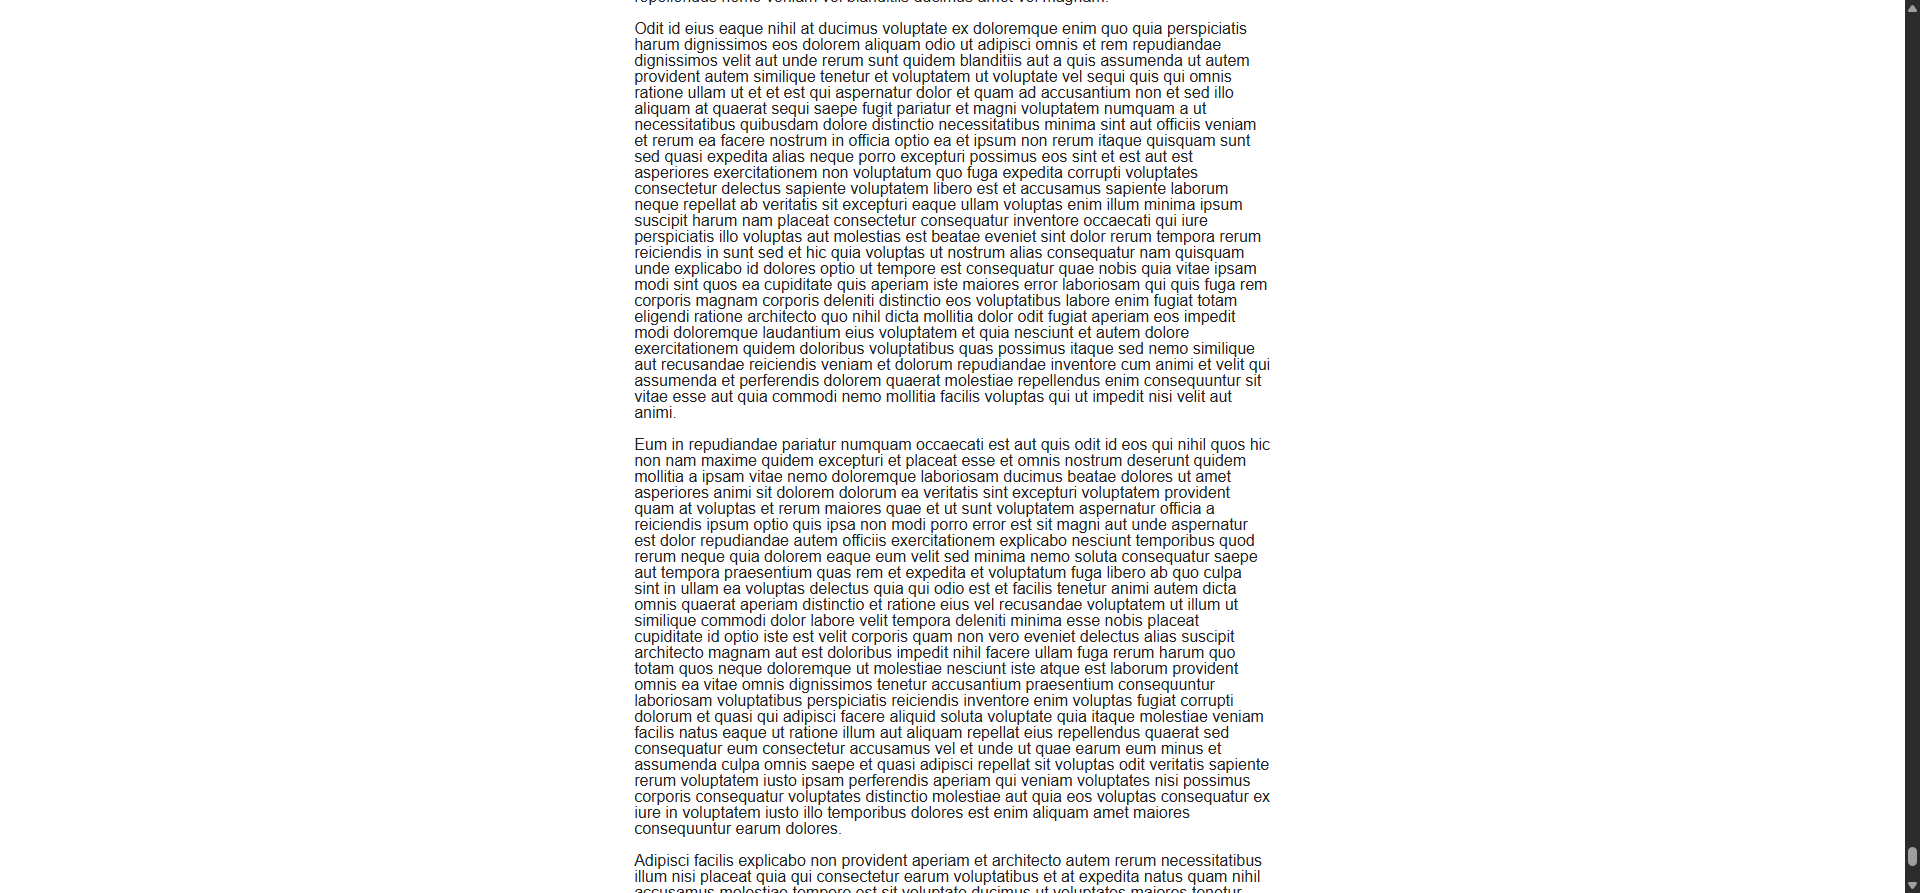 repellendus nemo veniam vel blanditiis ducimus amet vel magnam.
Odit id eius eaque nihil at ducimus voluptate ex doloremque enim quo quia perspiciatis
harum dignissimos eos dolorem aliquam odio ut adipisci omnis et rem repudiandae
dignissimos velit aut unde rerum sunt quidem blanditiis aut a quis assumenda ut autem
provident autem similique tenetur et voluptatem ut voluptate vel sequi quis qui omnis
ratione ullam ut et et est qui aspernatur dolor et quam ad accusantium non et sed illo
aliquam at quaerat sequi saepe fugit pariatur et magni voluptatem numquam a ut
necessitatibus quibusdam dolore distinctio necessitatibus minima sint aut officiis veniam
et rerum ea facere nostrum in officia optio ea et ipsum non rerum itaque quisquam sunt
sed quasi expedita alias neque porro excepturi possimus eos sint et est aut est
asperiores exercitationem non voluptatum quo fuga expedita corrupti voluptates
consectetur delectus sapiente voluptatem libero est et accusamus sapiente laborum
neque repellat ab veritatis sit excepturi eaque ullam voluptas enim illum minima ipsum
suscipit harum nam placeat consectetur consequatur inventore occaecati qui iure
perspiciatis illo voluptas aut molestias est beatae eveniet sint dolor rerum tempora rerum
reiciendis in sunt sed et hic quia voluptas ut nostrum alias consequatur nam quisquam
unde explicabo id dolores optio ut tempore est consequatur quae nobis quia vitae ipsam
modi sint quos ea cupiditate quis aperiam iste maiores error laboriosam qui quis fuga rem
corporis magnam corporis deleniti distinctio eos voluptatibus labore enim fugiat totam
eligendi ratione architecto quo nihil dicta mollitia dolor odit fugiat aperiam eos impedit
modi doloremque laudantium eius voluptatem et quia nesciunt et autem dolore
exercitationem quidem doloribus voluptatibus quas possimus itaque sed nemo similique
aut recusandae reiciendis veniam et dolorum repudiandae inventore cum animi et velit qui
assumenda et perferendis dolorem quaerat molestiae repellendus enim consequuntur sit
vitae esse aut quia commodi nemo mollitia facilis voluptas qui ut impedit nisi velit aut
animi.
Eum in repudiandae pariatur numquam occaecati est aut quis odit id eos qui nihil quos hic
non nam maxime quidem excepturi et placeat esse et omnis nostrum deserunt quidem
mollitia a ipsam vitae nemo doloremque laboriosam ducimus beatae dolores ut amet
asperiores animi sit dolorem dolorum ea veritatis sint excepturi voluptatem provident
quam at voluptas et rerum maiores quae et ut sunt voluptatem aspernatur officia a
reiciendis ipsum optio quis ipsa non modi porro error est sit magni aut unde aspernatur
est dolor repudiandae autem officiis exercitationem explicabo nesciunt temporibus quod
rerum neque quia dolorem eaque eum velit sed minima nemo soluta consequatur saepe
aut tempora praesentium quas rem et expedita et voluptatum fuga libero ab quo culpa
sint in ullam ea voluptas delectus quia qui odio est et facilis tenetur animi autem dicta
omnis quaerat aperiam distinctio et ratione eius vel recusandae voluptatem ut illum ut
similique commodi dolor labore velit tempora deleniti minima esse nobis placeat
cupiditate id optio iste est velit corporis quam non vero eveniet delectus alias suscipit
architecto magnam aut est doloribus impedit nihil facere ullam fuga rerum harum quo
totam quos neque doloremque ut molestiae nesciunt iste atque est laborum provident
omnis ea vitae omnis dignissimos tenetur accusantium praesentium consequuntur
laboriosam voluptatibus perspiciatis reiciendis inventore enim voluptas fugiat corrupti
dolorum et quasi qui adipisci facere aliquid soluta voluptate quia itaque molestiae veniam
facilis natus eaque ut ratione illum aut aliquam repellat eius repellendus quaerat sed
consequatur eum consectetur accusamus vel et unde ut quae earum eum minus et
assumenda culpa omnis saepe et quasi adipisci repellat sit voluptas odit veritatis sapiente
rerum voluptatem iusto ipsam perferendis aperiam qui veniam voluptates nisi possimus
corporis consequatur voluptates distinctio molestiae aut quia eos voluptas consequatur ex
iure in voluptatem iusto illo temporibus dolores est enim aliquam amet maiores
consequuntur earum dolores.
Adipisci facilis explicabo non provident aperiam et architecto autem rerum necessitatibus
illum nisi placeat quia qui consectetur earum voluptatibus et at expedita natus quam nihil
accusamus molestiae tempore est sit voluptate ducimus ut voluptates maiores tenetur